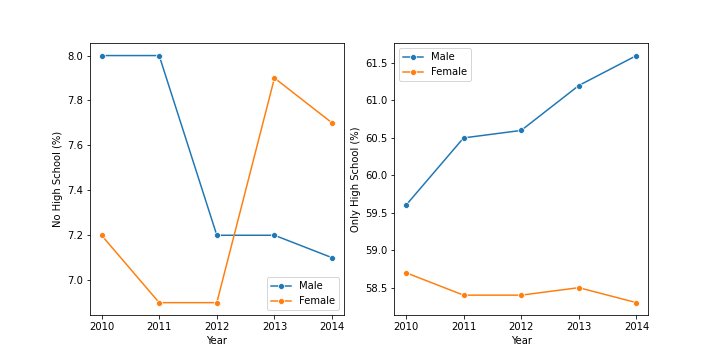 No High School (%)
8.0
7.8
7.6
7.4
7.2
7.0
Male
Female
2010 2011 2012 2013 2014
Year
Only High School (%)
61.5
61.0
60.5
60.0
59.5
59.0
58.5
Male
Female
2010 2011 2012 2013 2014
Year